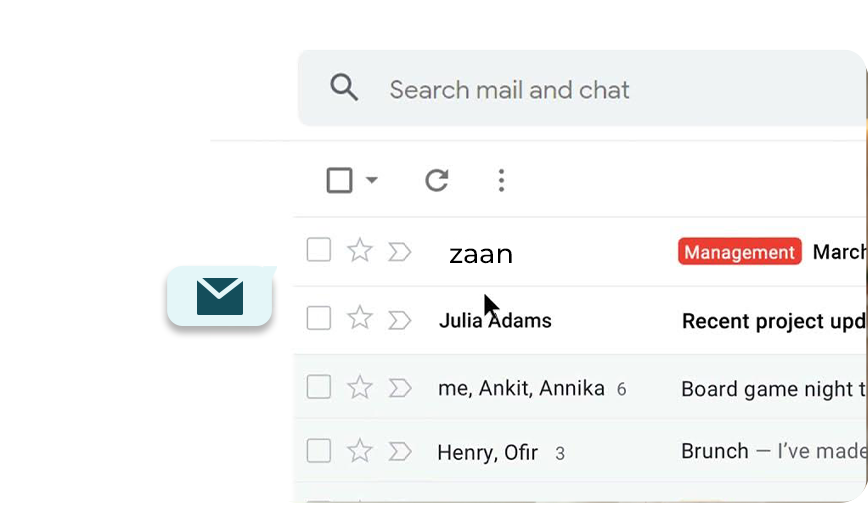 Search mail and chat
zaan Management March
Julia Adams Recent project upd
me, Ankit, Annika 6 Board game night t
Henry, Ofir 3 Brunch — I've made